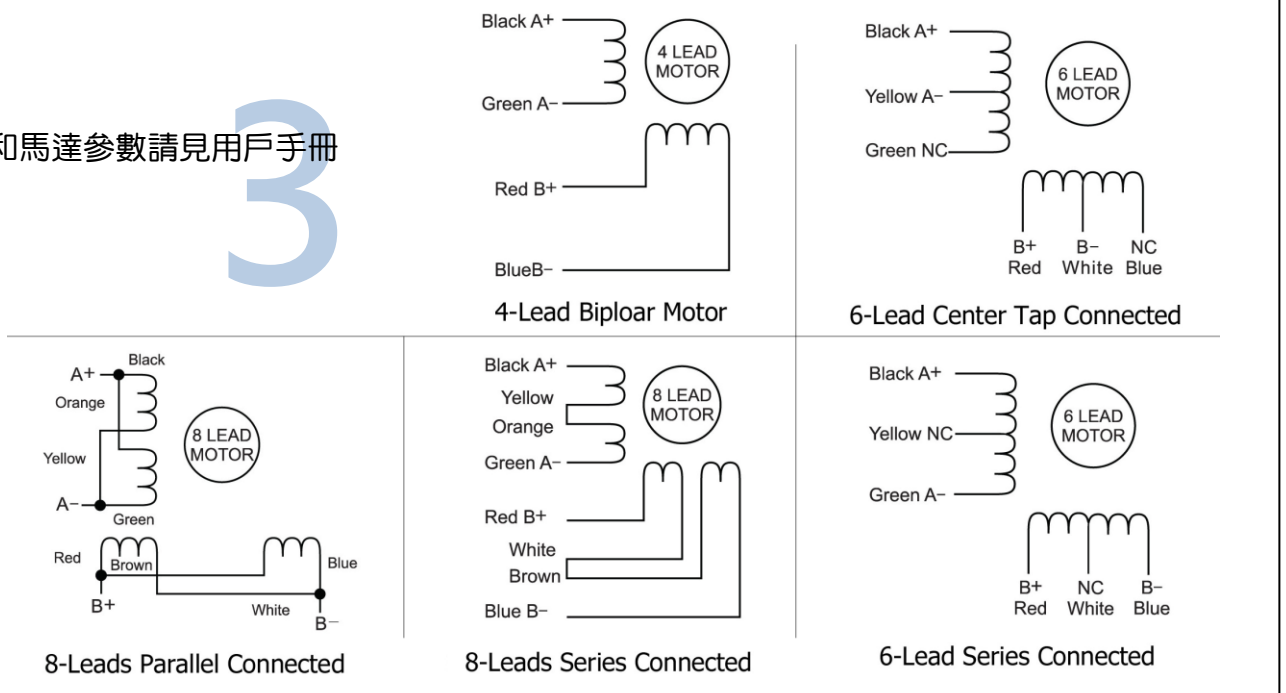 3
和馬達參數請見用戶手冊
Black A+
Green A−
4 LEAD
MOTOR
Red B+
BlueB−
4-Lead Biploar Motor
Black A+
Yellow A−
Green NC
6 LEAD
MOTOR
B+ B− NC
Red White Blue
6-Lead Center Tap Connected
Black
A+
Orange
Yellow
A−
Green
8 LEAD
MOTOR
Red
Brown
Blue
B+
White
B−
8-Leads Parallel Connected
Black A+
Yellow
Orange
Green A−
8 LEAD
MOTOR
Red B+
White
Brown
Blue B−
8-Leads Series Connected
Black A+
Yellow NC
Green A−
6 LEAD
MOTOR
B+ NC B−
Red White Blue
6-Lead Series Connected